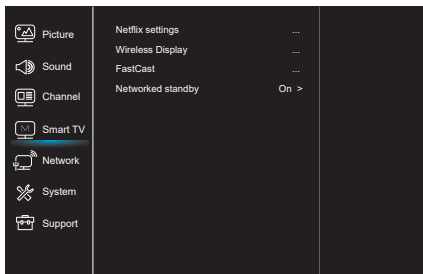 Picture
Sound
Channel
M
Smart TV
Network
System
Support
Netflix settings ...
Wireless Display ...
FastCast ...
Networked standby On >